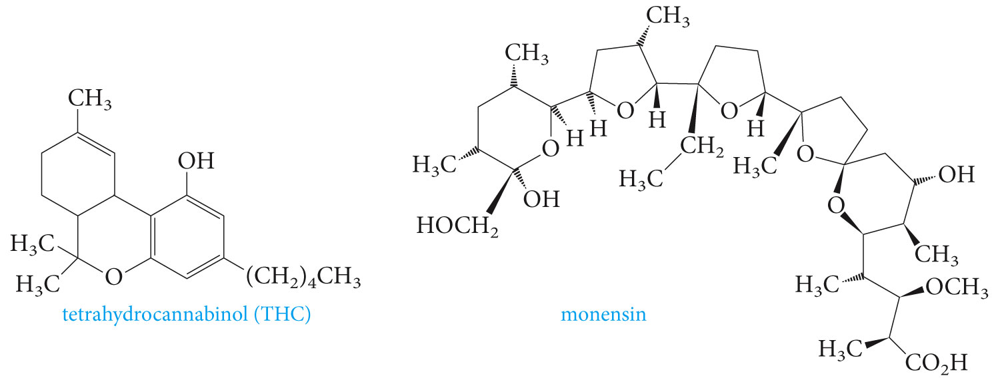 CH₃
OH
H₃C
H₃C
O
(CH₂)₄CH₃
tetrahydrocannabinol (THC)
CH₃
CH₃
O
H
O
H
H
H
O
CH₂
H₃C
H₃C
O
H₃C
O
OH
HOCH₂
OH
O
CH₃
H₃C
OCH₃
H₃C
CO₂H
monensin